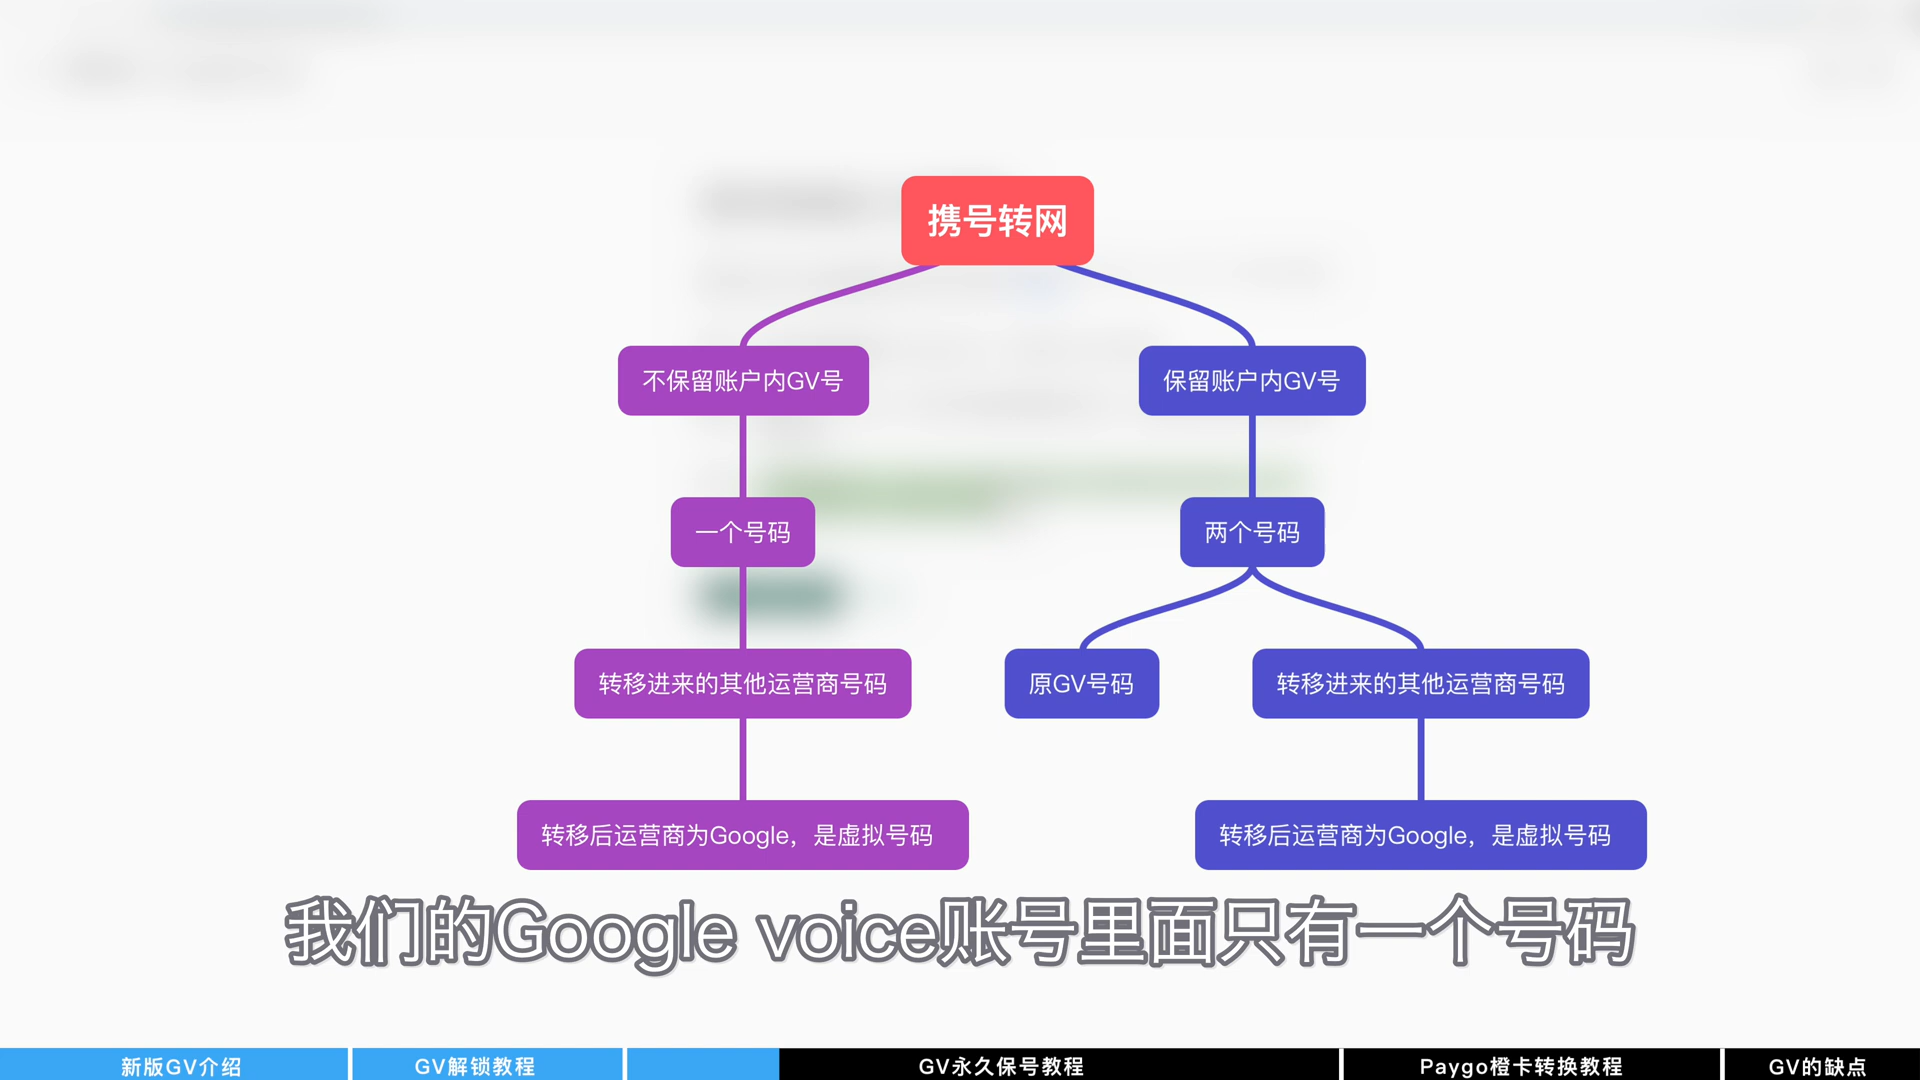 携号转网
不保留账户内GV号
保留账户内GV号
一个号码
两个号码
转移进来的其他运营商号码
原GV号码
转移进来的其他运营商号码
转移后运营商为Google，是虚拟号码
转移后运营商为Google，是虚拟号码
我们的Google voice账号里面只有一个号码
新版GV介绍
GV解锁教程
GV永久保号教程
Paygo橙卡转换教程
GV的缺点